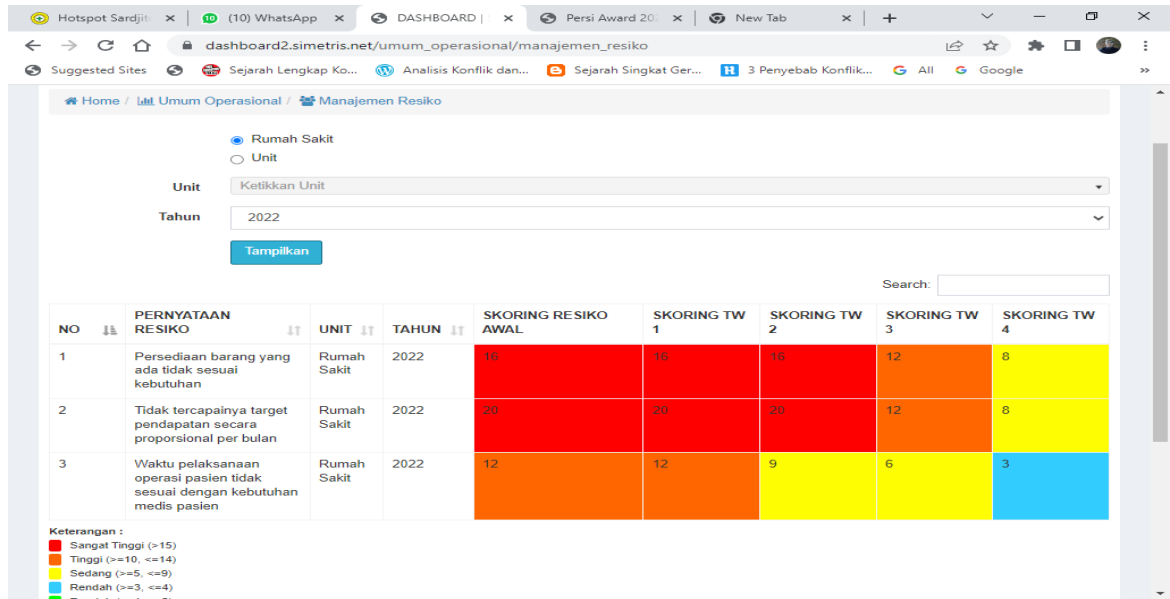 Hotspot Sardjit
(10) WhatsApp
DASHBOARD |
Persi Award 20
New Tab
dashboard2.simetris.net/umum_operasional/manajemen_resiko
Suggested Sites
Sejarah Lengkap Ko...
Analisis Konflik dan...
Sejarah Singkat Ger...
3 Penyebab Konflik...
All
Google
Home / Umum Operasional / Manajemen Resiko
Rumah Sakit
Unit
Unit
Ketikkan Unit
Tahun
2022
Tampilkan
Search:
NO
PERNYATAAN
RESIKO
UNIT
TAHUN
SKORING RESIKO
AWAL
SKORING TW
1
SKORING TW
2
SKORING TW
3
SKORING TW
4
1
Persediaan barang yang
ada tidak sesuai
kebutuhan
Rumah
Sakit
2022
16
16
16
12
8
2
Tidak tercapainya target
pendapatan secara
proporsional per bulan
Rumah
Sakit
2022
20
20
20
12
8
3
Waktu pelaksanaan
operasi pasien tidak
sesuai dengan kebutuhan
medis pasien
Rumah
Sakit
2022
12
12
9
6
3
Keterangan :
Sangat Tinggi (>15)
Tinggi (>=10, <=14)
Sedang (>=5, <=9)
Rendah (>=3, <=4)